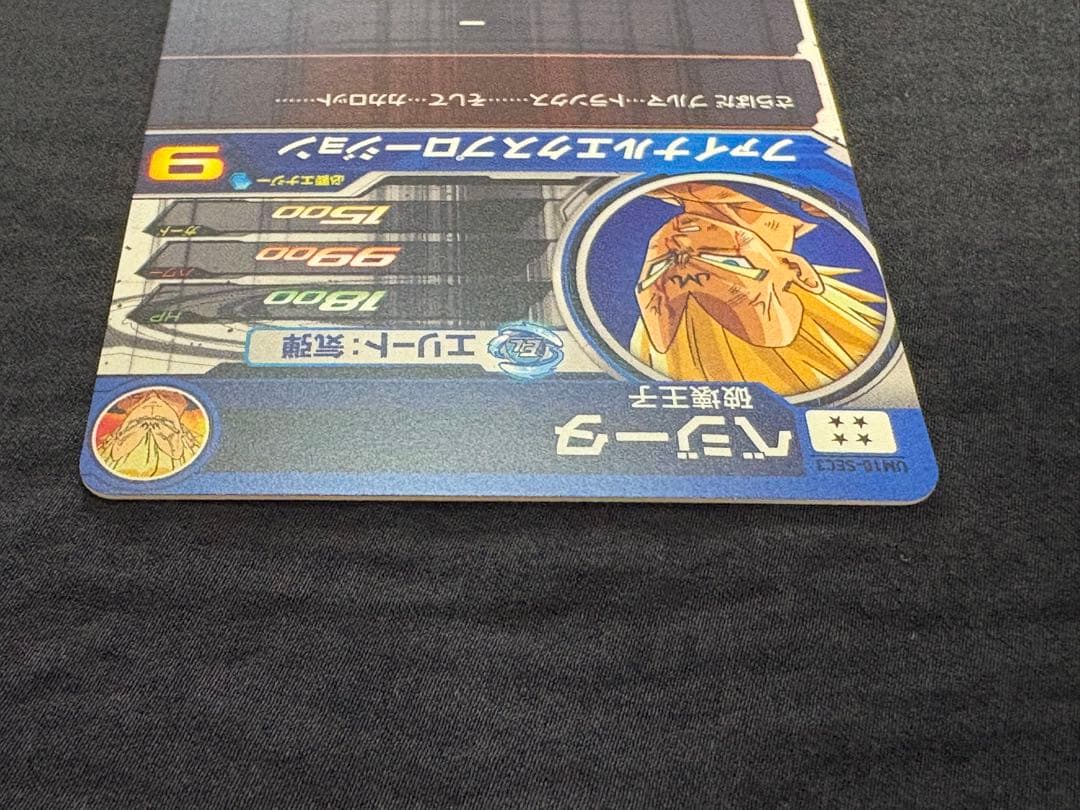 UM10-SEC3
ベジータ
破壊王子
エリート:気弾
HP 1800
パワー 9900
ガード 1500
必要エナジー 9
ファイナルエクスプロージョン
さらばだ ブルマ…トランクス……そして…カカロット……
ー